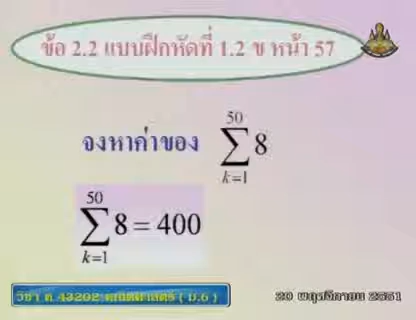 ข้อ 2.2 แบบฝึกหัดที่ 1.2 ข หน้า 57
จงหาค่าของ \sum_{k=1}^{50} 8
\sum_{k=1}^{50} 8 = 400
วิชา ค 43202 คณิตศาสตร์ ( ม.6 )
20 พฤศจิกายน 2551